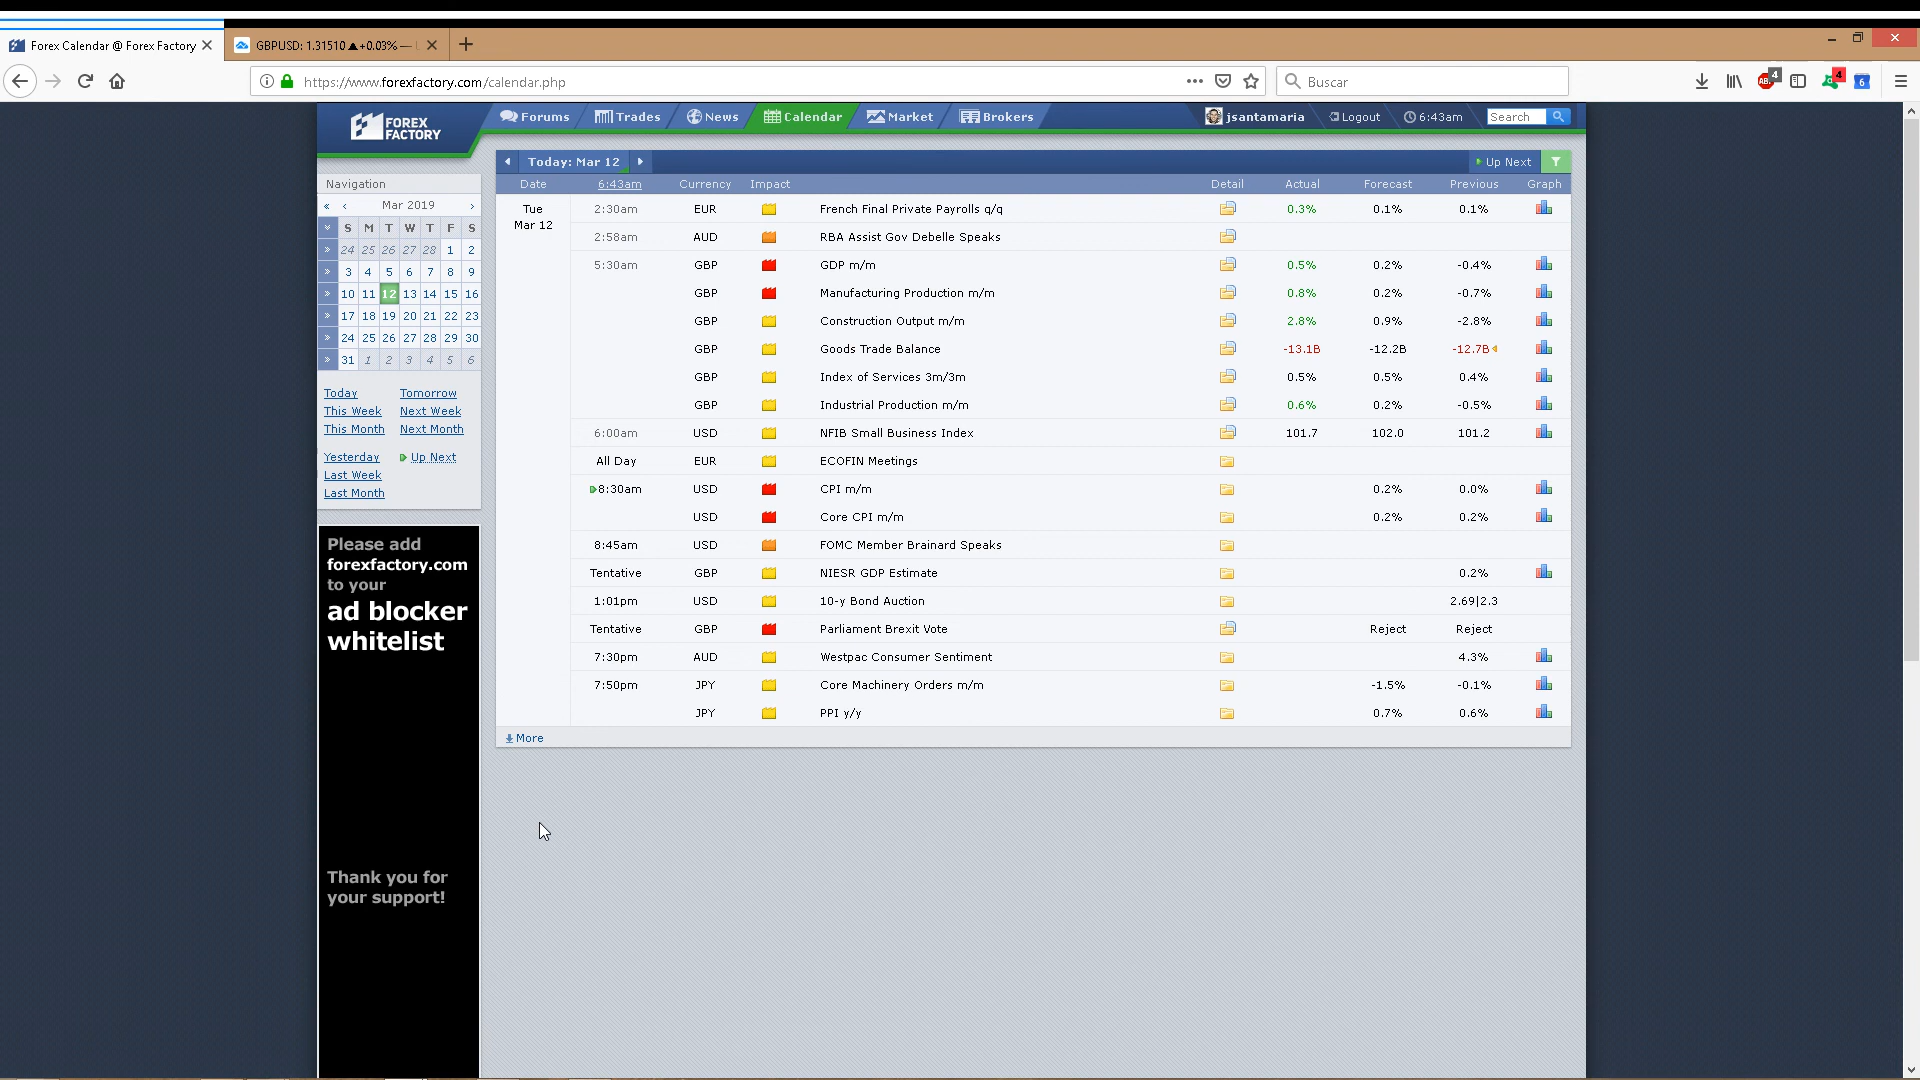 Forex Calendar @ Forex Factory
GBPUSD: 1.31510 ▲+0.03% —
https://www.forexfactory.com/calendar.php
Buscar
4
4
6
FOREX FACTORY
Forums Trades News Calendar Market Brokers
jsantamaria Logout 6:43am Search
Navigation
« ‹ Mar 2019 ›
S M T W T F S
24 25 26 27 28 1 2
3 4 5 6 7 8 9
10 11 12 13 14 15 16
17 18 19 20 21 22 23
24 25 26 27 28 29 30
31 1 2 3 4 5 6
Today Tomorrow
This Week Next Week
This Month Next Month
Yesterday Up Next
Last Week
Last Month
Please add
forexfactory.com
to your
ad blocker
whitelist
Thank you for
your support!
Today: Mar 12 Up Next
Date 6:43am Currency Impact Detail Actual Forecast Previous Graph
Tue Mar 12 2:30am EUR French Final Private Payrolls q/q 0.3% 0.1% 0.1%
2:58am AUD RBA Assist Gov Debelle Speaks
5:30am GBP GDP m/m 0.5% 0.2% -0.4%
GBP Manufacturing Production m/m 0.8% 0.2% -0.7%
GBP Construction Output m/m 2.8% 0.9% -2.8%
GBP Goods Trade Balance -13.1B -12.2B -12.7B
GBP Index of Services 3m/3m 0.5% 0.5% 0.4%
GBP Industrial Production m/m 0.6% 0.2% -0.5%
6:00am USD NFIB Small Business Index 101.7 102.0 101.2
All Day EUR ECOFIN Meetings
8:30am USD CPI m/m 0.2% 0.0%
USD Core CPI m/m 0.2% 0.2%
8:45am USD FOMC Member Brainard Speaks
Tentative GBP NIESR GDP Estimate 0.2%
1:01pm USD 10-y Bond Auction 2.69|2.3
Tentative GBP Parliament Brexit Vote Reject Reject
7:30pm AUD Westpac Consumer Sentiment 4.3%
7:50pm JPY Core Machinery Orders m/m -1.5% -0.1%
JPY PPI y/y 0.7% 0.6%
More